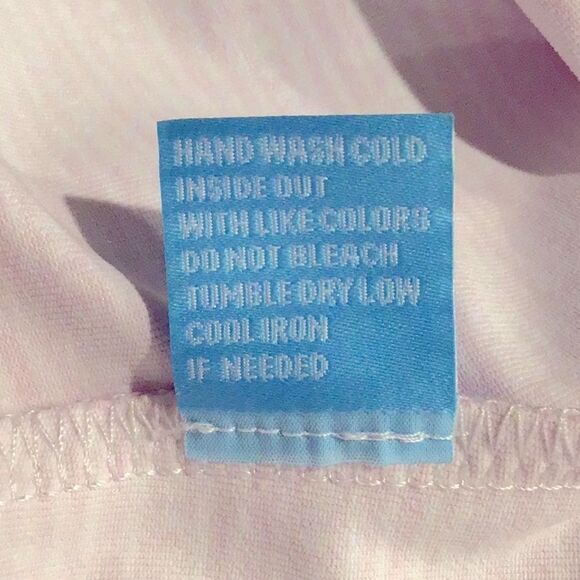 HAND WASH COLD
INSIDE OUT
WITH LIKE COLORS
DO NOT BLEACH
TUMBLE DRY LOW
COOL IRON
IF NEEDED